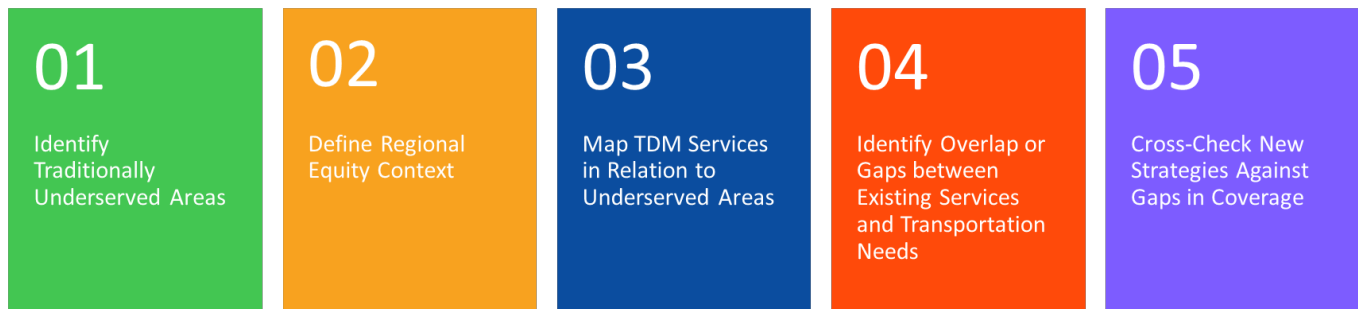 01
Identify
Traditionally
Underserved Areas
02
Define Regional
Equity Context
03
Map TDM Services
in Relation to
Underserved Areas
04
Identify Overlap or
Gaps between
Existing Services
and Transportation
Needs
05
Cross-Check New
Strategies Against
Gaps in Coverage